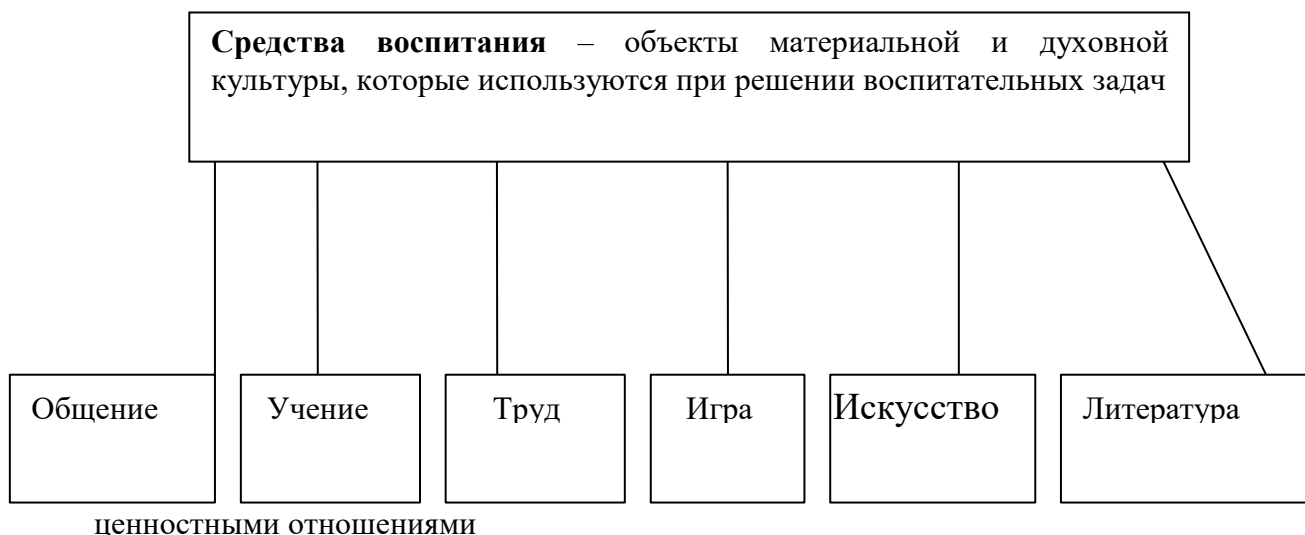 Средства воспитания – объекты материальной и духовной
культуры, которые используются при решении воспитательных задач
Общение Учение Труд Игра Искусство Литература
ценностными отношениями